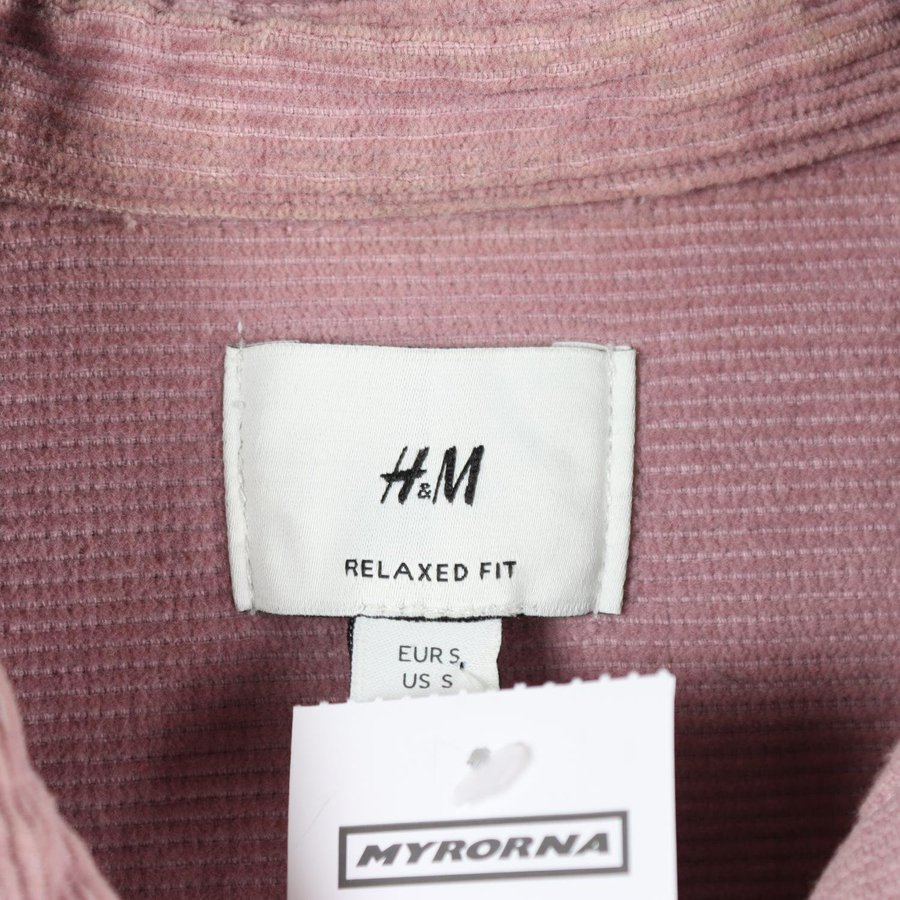 H&M
RELAXED FIT
EUR S
US S
MYRORNA